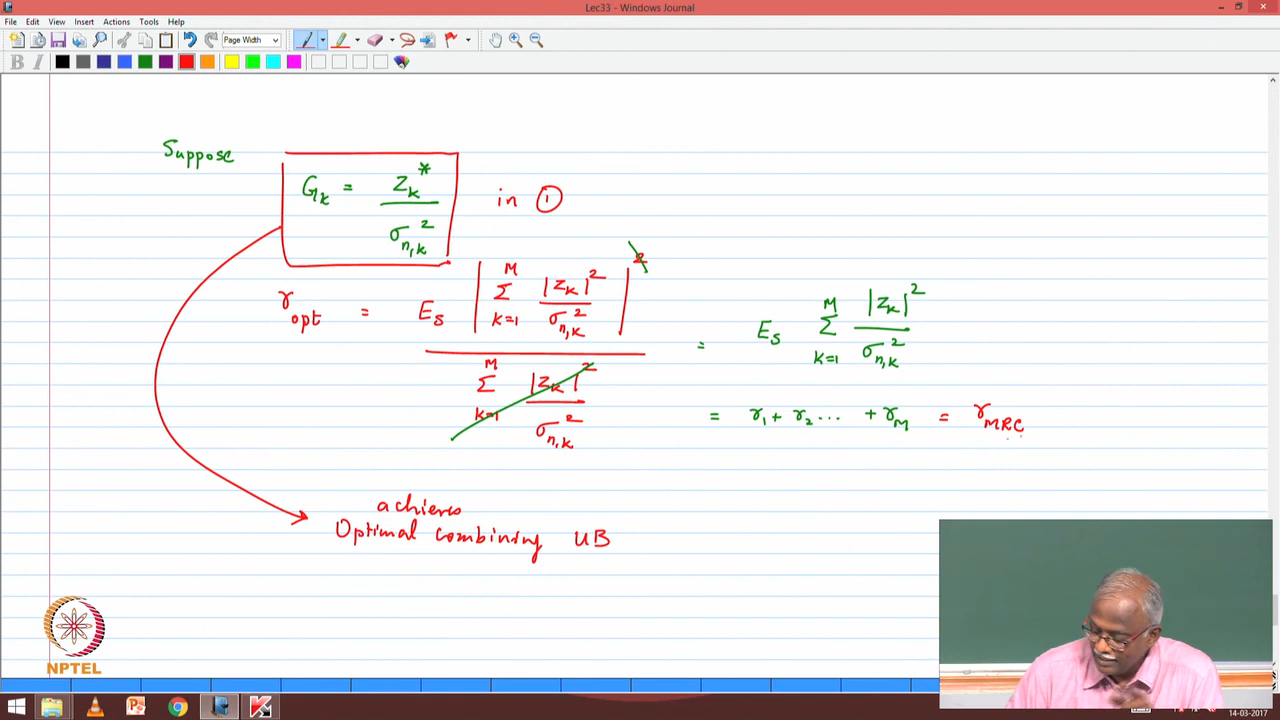 Lec33 - Windows Journal
File Edit View Insert Actions Tools Help
Page Width
B I
Suppose
G_k = Z_k^* / σ_{n,k}^2 in ①
γ_opt = E_s | Σ_{k=1}^{M} |Z_k|^2 / σ_{n,k}^2 |^2 / Σ_{k=1}^{M} |Z_k|^2 / σ_{n,k}^2 = E_s Σ_{k=1}^{M} |Z_k|^2 / σ_{n,k}^2
= γ_1 + γ_2 ... + γ_M = γ_MRC
achieves
Optimal combining UB
NPTEL
14-03-2017